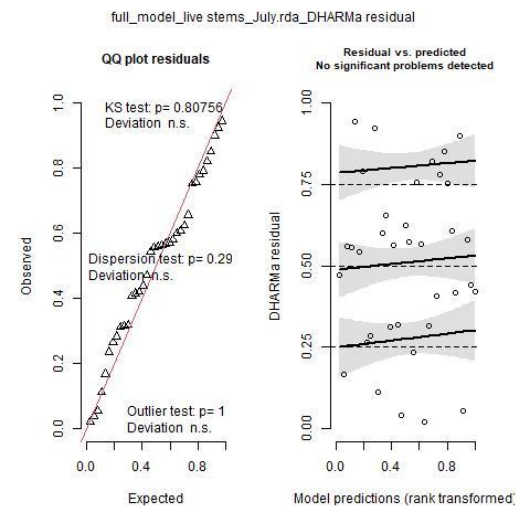 full_model_live stems_July.rda_DHARMa residual
QQ plot residuals
KS test: p= 0.80756
Deviation n.s.
Dispersion test: p= 0.29
Deviation n.s.
Outlier test: p= 1
Deviation n.s.
Observed
0.0 0.2 0.4 0.6 0.8 1.0
0.0 0.4 0.8
Expected
Residual vs. predicted
No significant problems detected
DHARMa residual
0.00 0.25 0.50 0.75 1.00
0.0 0.4 0.8
Model predictions (rank transformed)